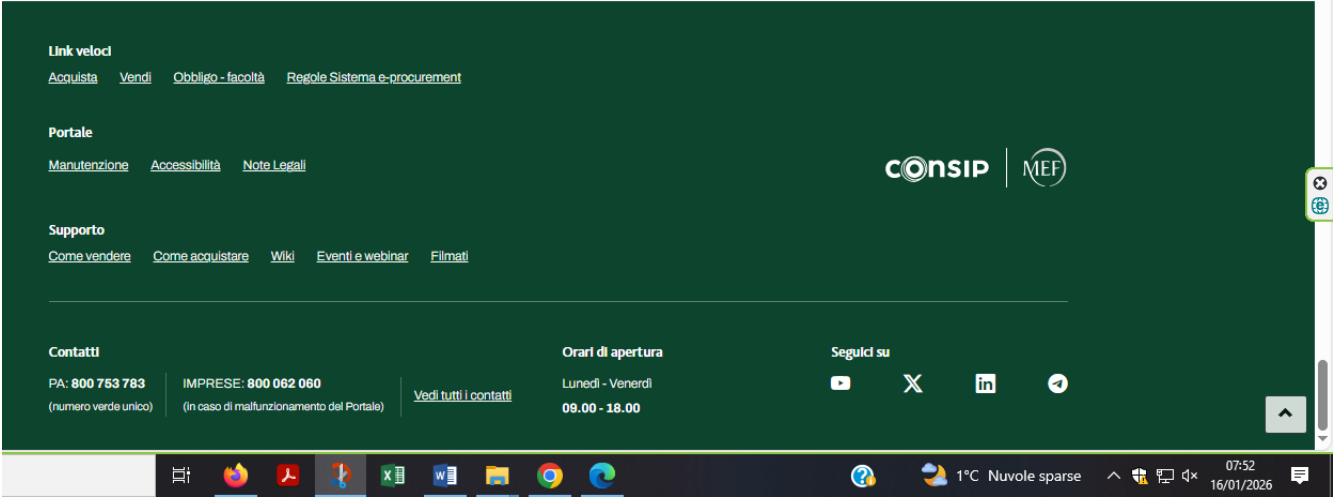 Link veloci
Acquista Vendi Obbligo - facoltà Regole Sistema e-procurement
Portale
Manutenzione Accessibilità Note Legali
consip MEF
Supporto
Come vendere Come acquistare Wiki Eventi e webinar Filmati
Contatti Orari di apertura Seguici su
PA: 800 753 783 IMPRESE: 800 062 060 Vedi tutti i contatti Lunedì - Venerdì
(numero verde unico) (in caso di malfunzionamento del Portale) 09.00 - 18.00
1°C Nuvole sparse
07:52
16/01/2026